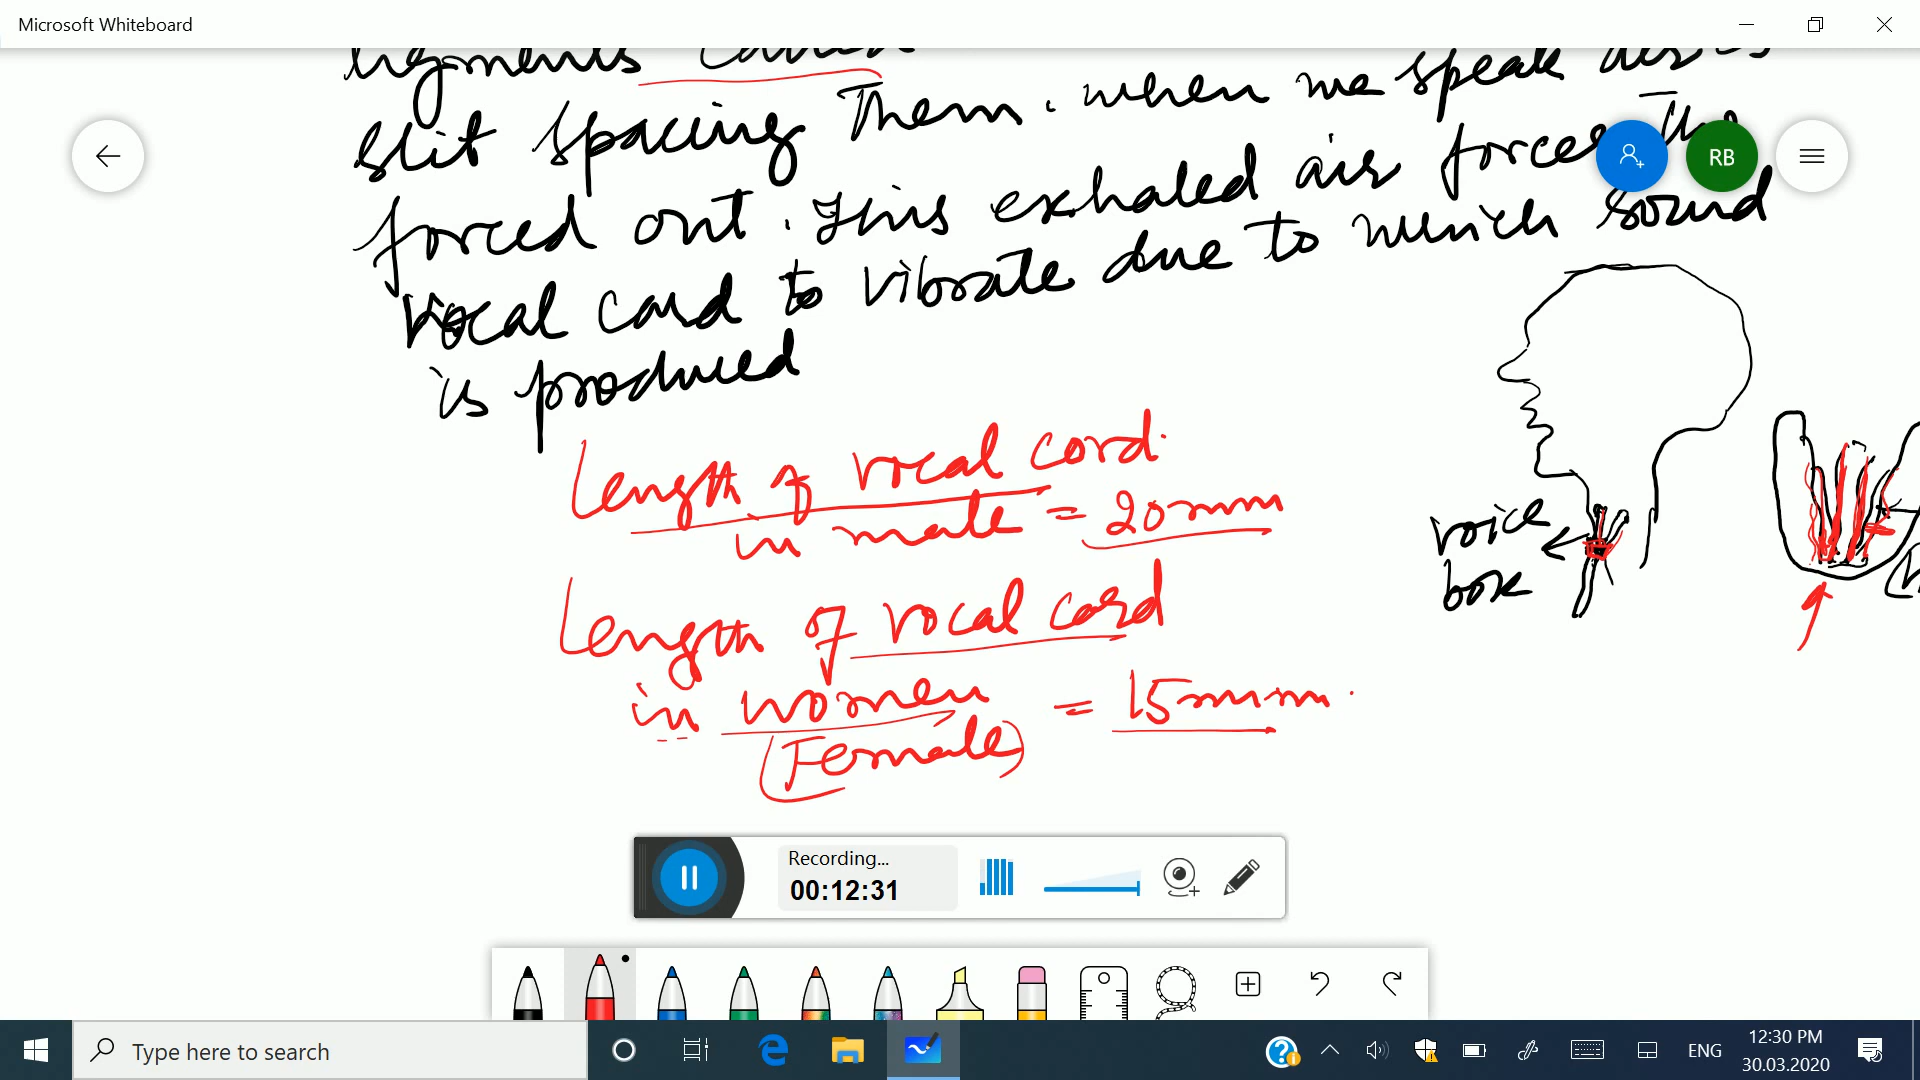 Microsoft Whiteboard
ligaments called
slit spacing Them. when we speak air is
forced out. This exhaled air forces The
RB
vocal card to vibrate due to which sound
is produced
Length of vocal cord.
in male = 20mm
voice
box
Length of vocal cord
in women = 15mm.
(Female)
Recording...
00:12:31
Type here to search
ENG
12:30 PM
30.03.2020